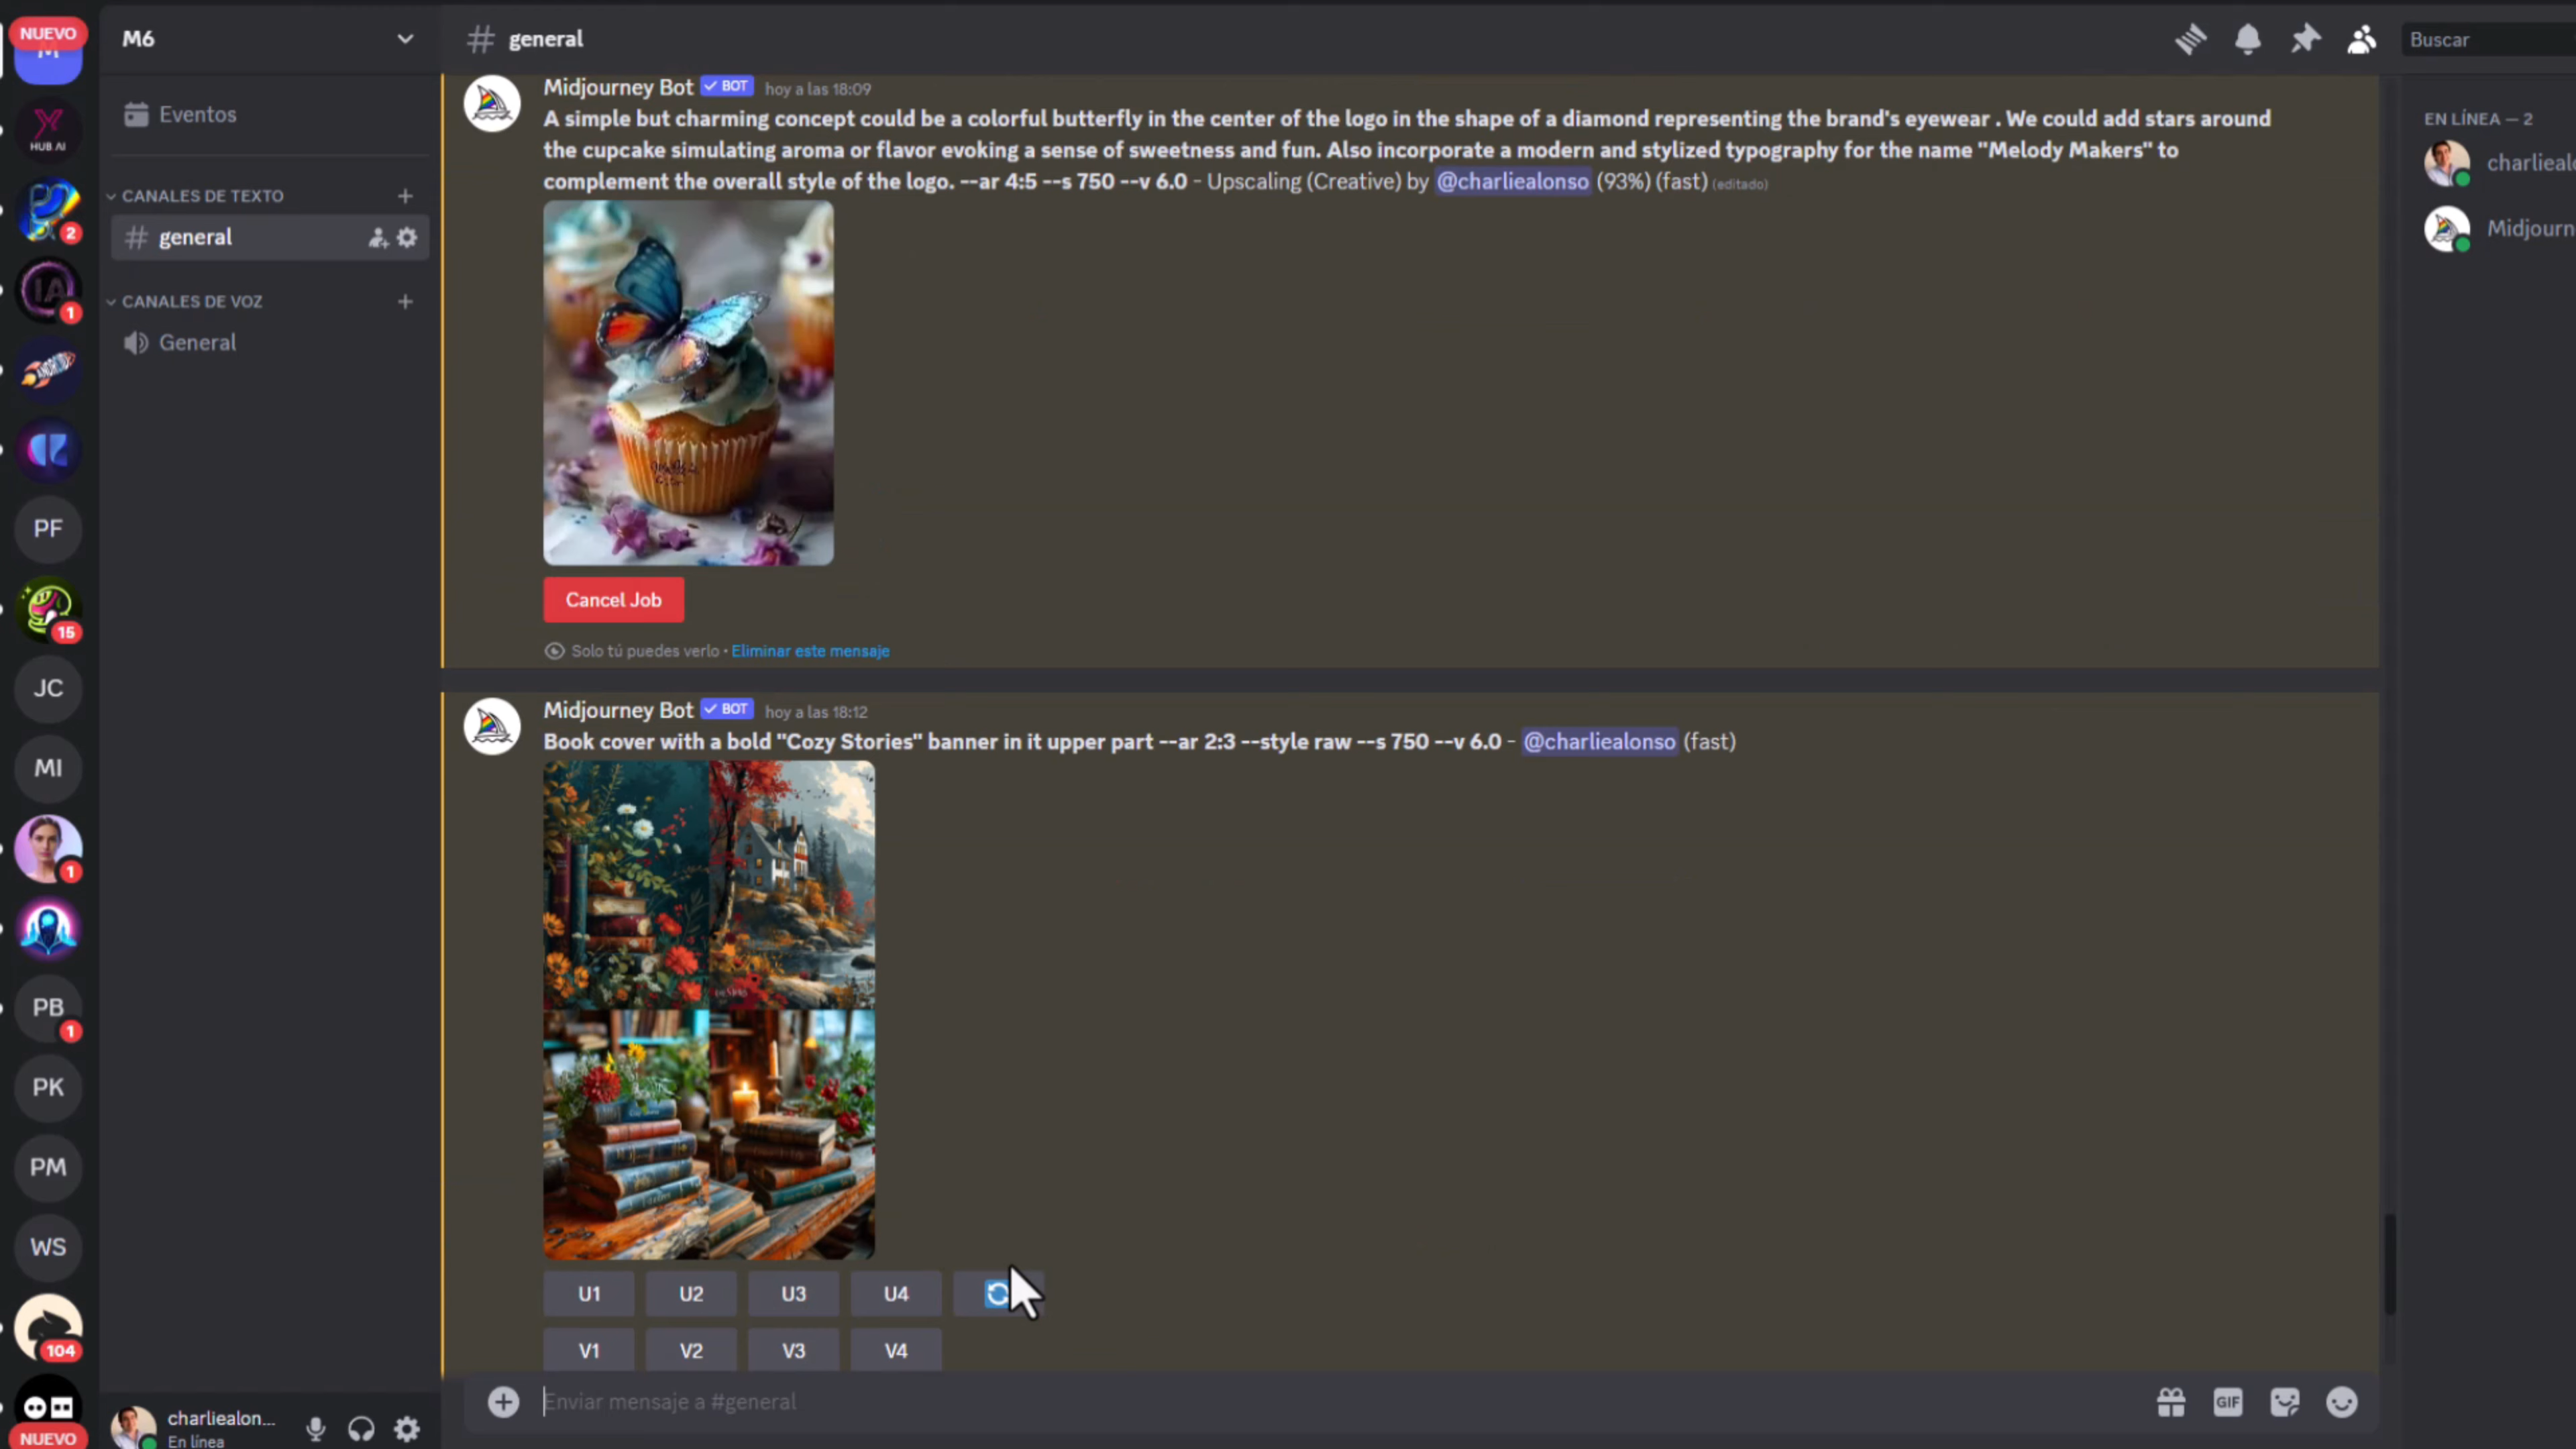 NUEVO
M
M6
# general
Buscar
HUB AI
Eventos
CANALES DE TEXTO
# general
CANALES DE VOZ
General
2
IA
1
ANDROID
PF
15
JC
MI
1
PB
1
PK
PM
WS
104
NUEVO
charliealon...
En línea
Midjourney Bot ✓ BOT hoy a las 18:09
A simple but charming concept could be a colorful butterfly in the center of the logo in the shape of a diamond representing the brand's eyewear . We could add stars around
the cupcake simulating aroma or flavor evoking a sense of sweetness and fun. Also incorporate a modern and stylized typography for the name "Melody Makers" to
complement the overall style of the logo. --ar 4:5 --s 750 --v 6.0 - Upscaling (Creative) by @charliealonso (93%) (fast) (editado)
Cancel Job
Solo tú puedes verlo • Eliminar este mensaje
Midjourney Bot ✓ BOT hoy a las 18:12
Book cover with a bold "Cozy Stories" banner in it upper part --ar 2:3 --style raw --s 750 --v 6.0 - @charliealonso (fast)
U1 U2 U3 U4
V1 V2 V3 V4
Enviar mensaje a #general
GIF
EN LÍNEA — 2
charlieal
Midjourn